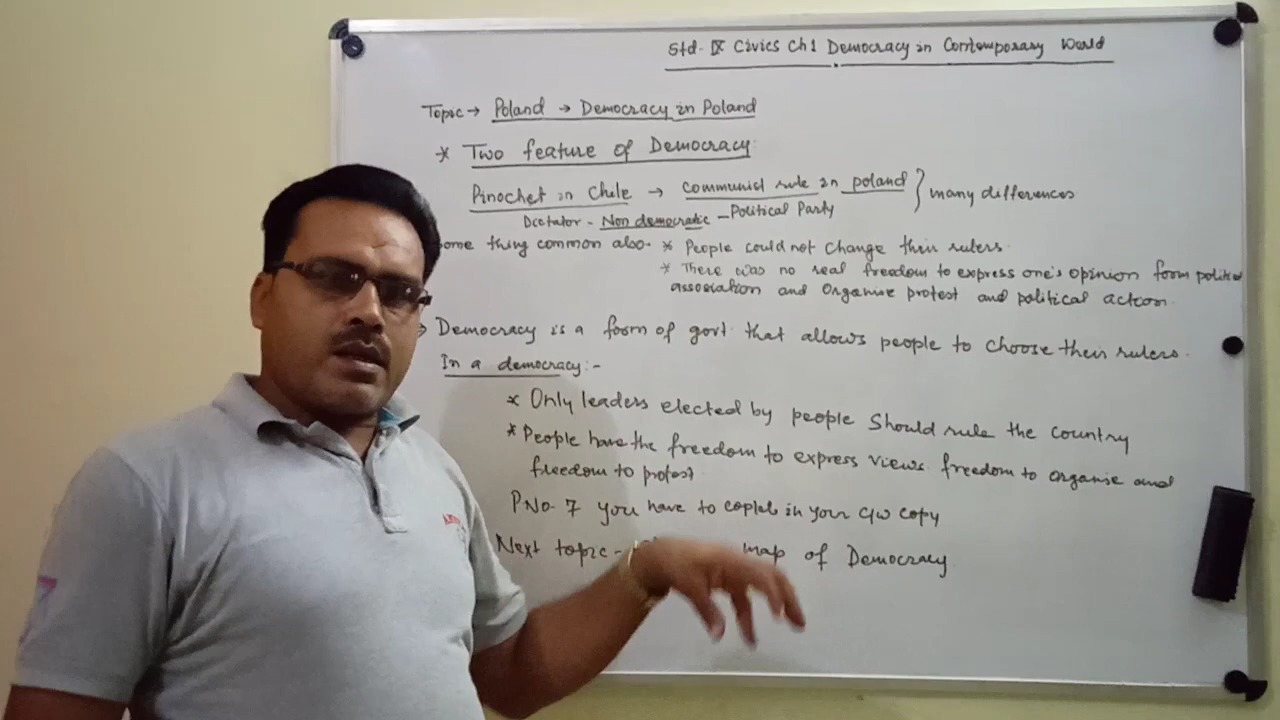 Std- IX Civics Ch1 Democracy in Contemporary World
Topic → Poland → Democracy in Poland
* Two feature of Democracy:
Pinochet in Chile → Communist rule in poland } many differences
Dictator - Non democratic - Political Party
ome thing common also- * People could not change their rulers.
* There was no real freedom to express one's opinion form politic
association and Organise protest and political action.
Democracy is a form of govt that allows people to choose their rulers.
In a democracy:-
* Only leaders elected by people should rule the country
* People have the freedom to express views freedom to organise and
freedom to protest.
P No. 7 you have to coplet in your C/W copy
Next topic - map of Democracy